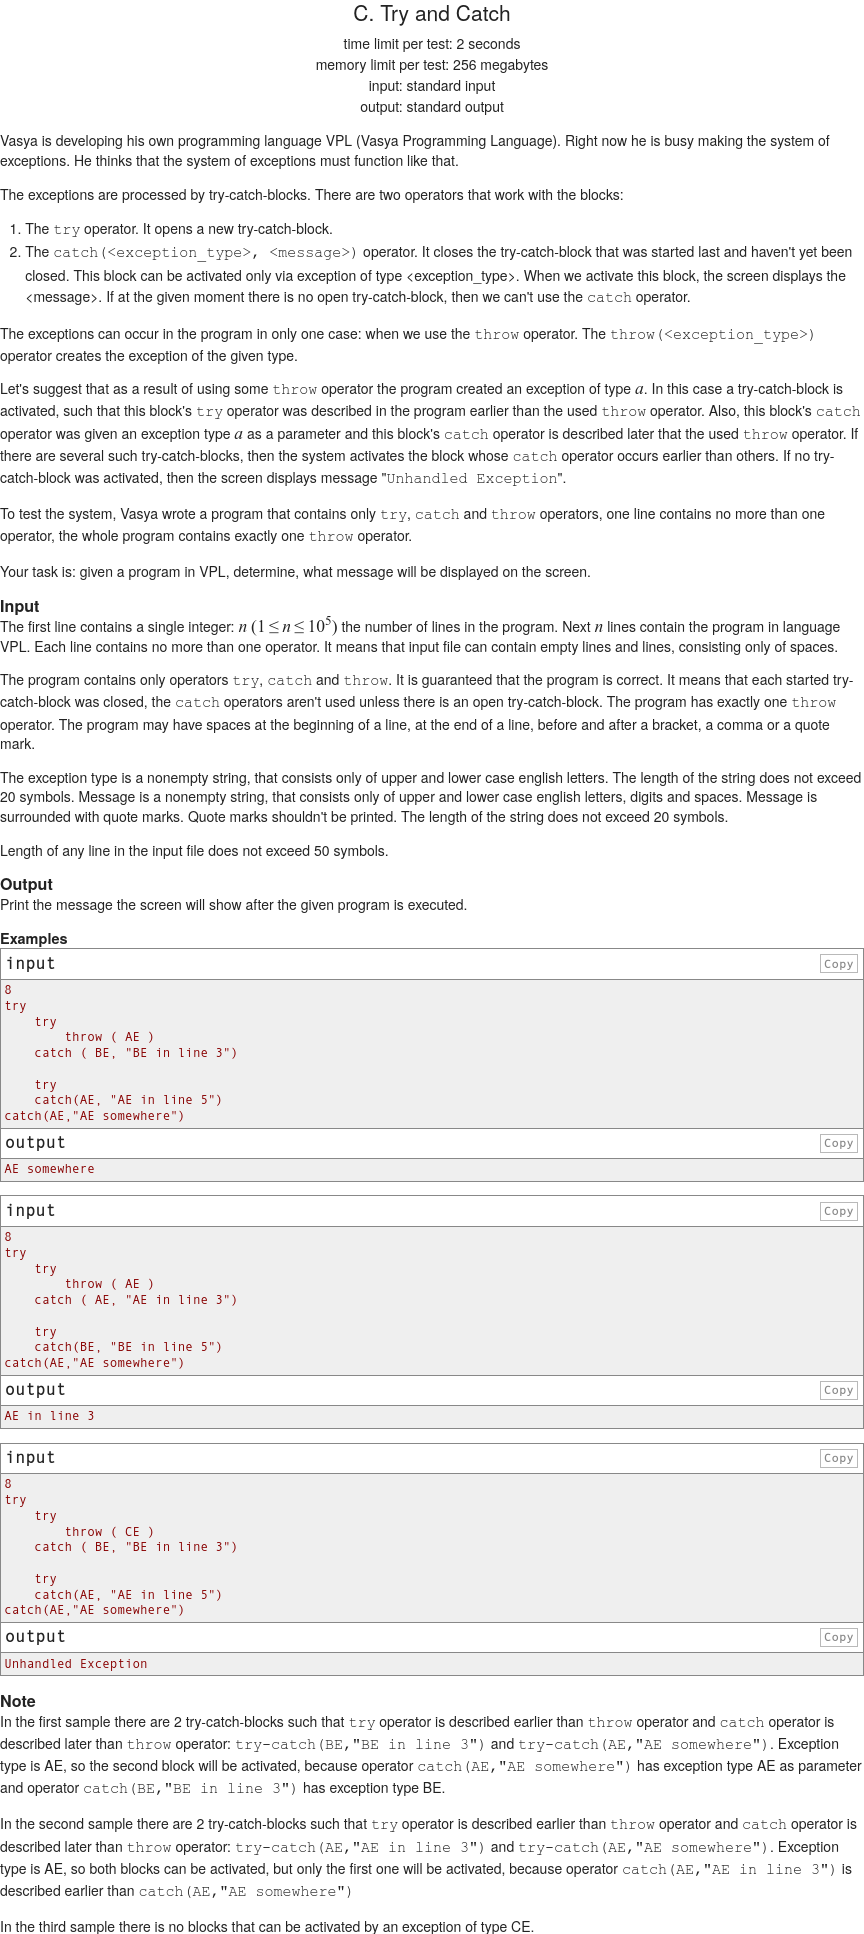 C. Try and Catch
time limit per test: 2 seconds
memory limit per test: 256 megabytes
input: standard input
output: standard output
Vasya is developing his own programming language VPL (Vasya Programming Language). Right now he is busy making the system of
exceptions. He thinks that the system of exceptions must function like that.
The exceptions are processed by try-catch-blocks. There are two operators that work with the blocks:
1. The try operator. It opens a new try-catch-block.
2. The catch(<exception_type>, <message>) operator. It closes the try-catch-block that was started last and haven't yet been
closed. This block can be activated only via exception of type <exception_type>. When we activate this block, the screen displays the
<message>. If at the given moment there is no open try-catch-block, then we can't use the catch operator.
The exceptions can occur in the program in only one case: when we use the throw operator. The throw(<exception_type>)
operator creates the exception of the given type.
Let's suggest that as a result of using some throw operator the program created an exception of type a. In this case a try-catch-block is
activated, such that this block's try operator was described in the program earlier than the used throw operator. Also, this block's catch
operator was given an exception type a as a parameter and this block's catch operator is described later that the used throw operator. If
there are several such try-catch-blocks, then the system activates the block whose catch operator occurs earlier than others. If no try-
catch-block was activated, then the screen displays message "Unhandled Exception".
To test the system, Vasya wrote a program that contains only try, catch and throw operators, one line contains no more than one
operator, the whole program contains exactly one throw operator.
Your task is: given a program in VPL, determine, what message will be displayed on the screen.
Input
The first line contains a single integer: n (1 ≤ n ≤ 10^5) the number of lines in the program. Next n lines contain the program in language
VPL. Each line contains no more than one operator. It means that input file can contain empty lines and lines, consisting only of spaces.
The program contains only operators try, catch and throw. It is guaranteed that the program is correct. It means that each started try-
catch-block was closed, the catch operators aren't used unless there is an open try-catch-block. The program has exactly one throw
operator. The program may have spaces at the beginning of a line, at the end of a line, before and after a bracket, a comma or a quote
mark.
The exception type is a nonempty string, that consists only of upper and lower case english letters. The length of the string does not exceed
20 symbols. Message is a nonempty string, that consists only of upper and lower case english letters, digits and spaces. Message is
surrounded with quote marks. Quote marks shouldn't be printed. The length of the string does not exceed 20 symbols.
Length of any line in the input file does not exceed 50 symbols.
Output
Print the message the screen will show after the given program is executed.
Examples
input Copy
8
try
    try
        throw ( AE )
    catch ( BE, "BE in line 3")
    try
    catch(AE, "AE in line 5")
catch(AE,"AE somewhere")
output Copy
AE somewhere
input Copy
8
try
    try
        throw ( AE )
    catch ( AE, "AE in line 3")
    try
    catch(BE, "BE in line 5")
catch(AE,"AE somewhere")
output Copy
AE in line 3
input Copy
8
try
    try
        throw ( CE )
    catch ( BE, "BE in line 3")
    try
    catch(AE, "AE in line 5")
catch(AE,"AE somewhere")
output Copy
Unhandled Exception
Note
In the first sample there are 2 try-catch-blocks such that try operator is described earlier than throw operator and catch operator is
described later than throw operator: try-catch(BE,"BE in line 3") and try-catch(AE,"AE somewhere"). Exception
type is AE, so the second block will be activated, because operator catch(AE,"AE somewhere") has exception type AE as parameter
and operator catch(BE,"BE in line 3") has exception type BE.
In the second sample there are 2 try-catch-blocks such that try operator is described earlier than throw operator and catch operator is
described later than throw operator: try-catch(AE,"AE in line 3") and try-catch(AE,"AE somewhere"). Exception
type is AE, so both blocks can be activated, but only the first one will be activated, because operator catch(AE,"AE in line 3") is
described earlier than catch(AE,"AE somewhere")
In the third sample there is no blocks that can be activated by an exception of type CE.